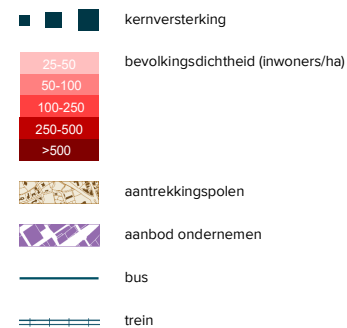 kernversterking
bevolkingsdichtheid (inwoners/ha)
25-50
50-100
100-250
250-500
>500
aantrekkingspolen
aanbod ondernemen
bus
trein